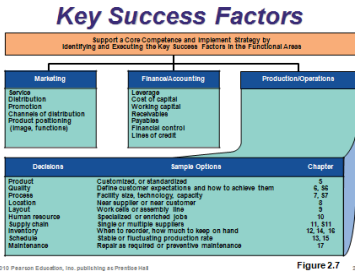 Key Success Factors
Support a Core Competence and Implement Strategy by
Identifying and Executing the Key Success Factors in the Functional Areas
Marketing
Service
Distribution
Promotion
Channels of distribution
Product positioning
(image, functions)
Finance/Accounting
Leverage
Cost of capital
Working capital
Receivables
Payables
Financial control
Lines of credit
Production/Operations
Decisions Sample Options Chapter
Product Customized, or standardized 5
Quality Define customer expectations and how to achieve them 6, S6
Process Facility size, technology, capacity 7, S7
Location Near supplier or near customer 8
Layout Work cells or assembly line 9
Human resource Specialized or enriched jobs 10
Supply chain Single or multiple suppliers 11, S11
Inventory When to reorder, how much to keep on hand 12, 14, 16
Schedule Stable or fluctuating production rate 13, 15
Maintenance Repair as required or preventive maintenance 17
Figure 2.7
010 Pearson Education, Inc. publishing as Prentice Hall